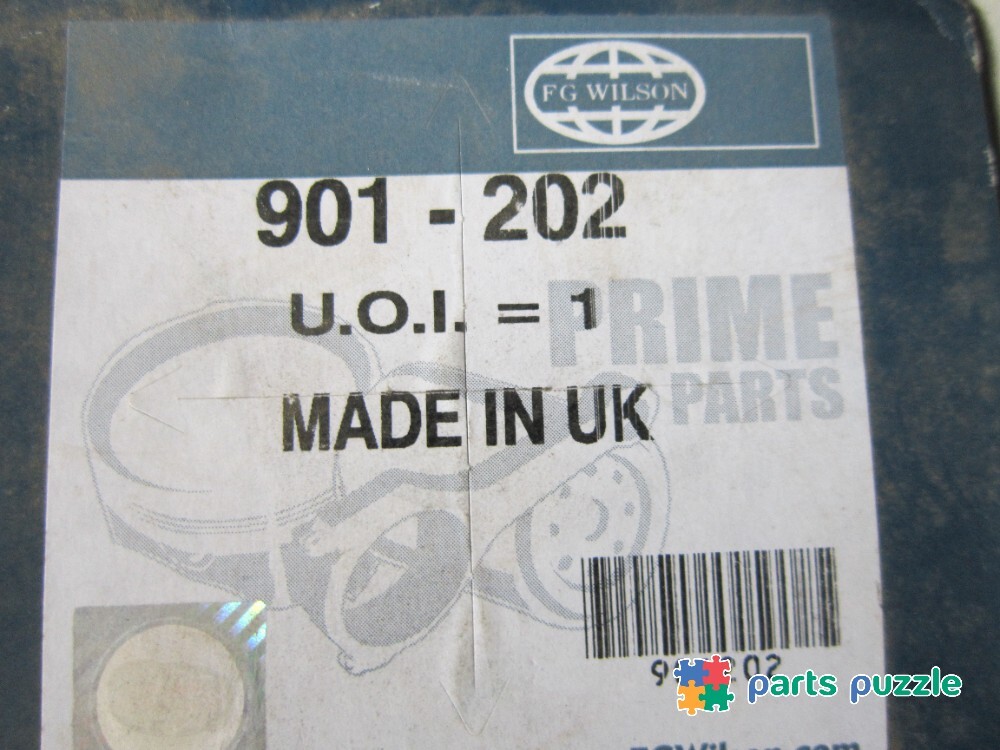 FG WILSON
901 - 202
U.O.I. = 1
PRIME
PARTS
MADE IN UK
parts puzzle